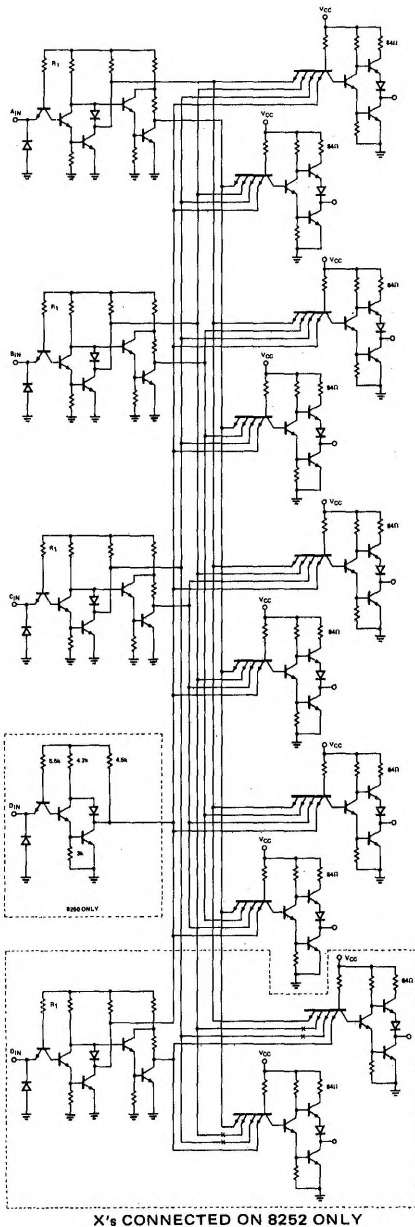 VCC
84Ω
R1
AIN
VCC
84Ω
VCC
84Ω
R1
BIN
VCC
84Ω
VCC
84Ω
R1
CIN
VCC
84Ω
VCC
84Ω
5.5k 4.2k 4.5k
DIN
VCC
84Ω
3k
8250 ONLY
VCC
84Ω
R1
X
X
DIN
VCC
84Ω
X
X
X's CONNECTED ON 8252 ONLY